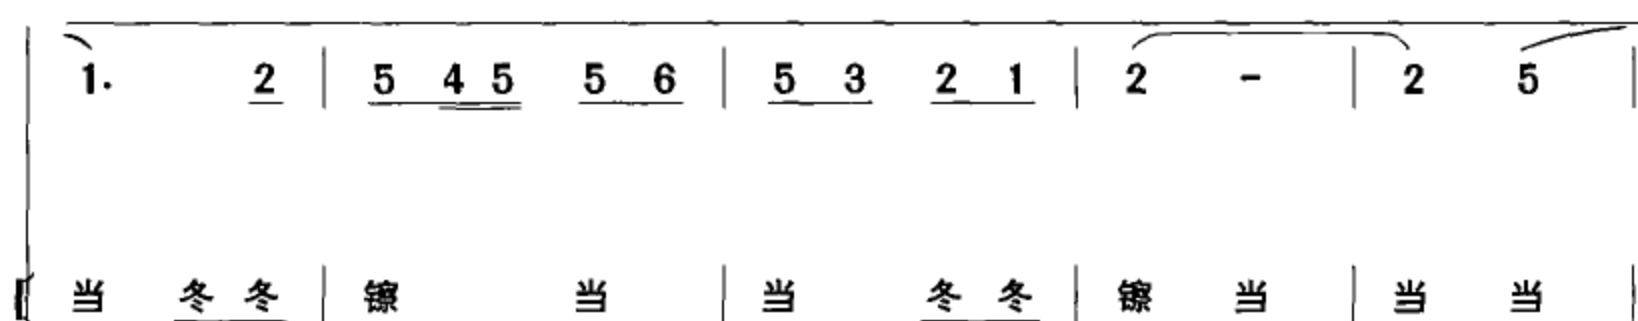 1. 2 | 5 4 5 5 6 | 5 3 2 1 | 2 - | 2 5 |
当 冬 冬 | 镲 当 | 当 冬 冬 | 镲 当 | 当 当 |